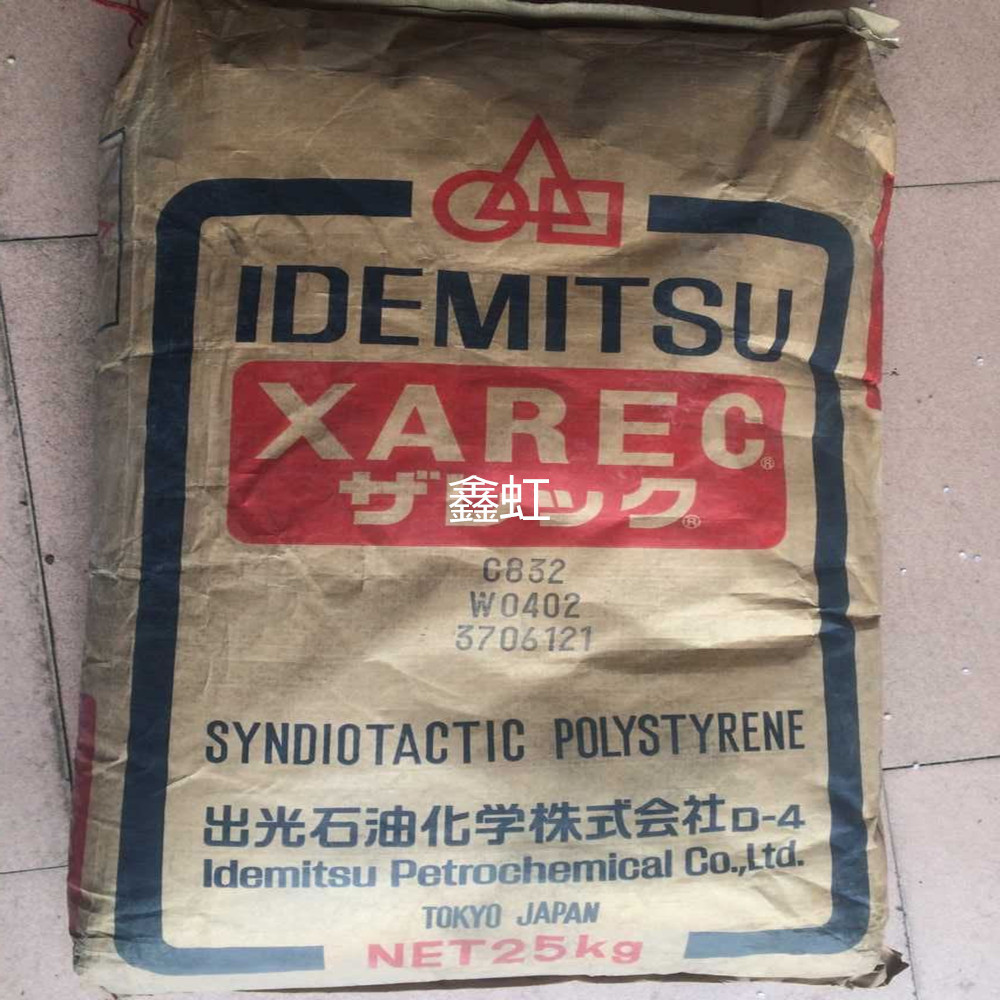 IDEMITSU
XAREC®
ザレック®
鑫虹
C832
W0402
3706121
SYNDIOTACTIC POLYSTYRENE
出光石油化学株式会社D-4
Idemitsu Petrochemical Co.,Ltd.
TOKYO JAPAN
NET25kg